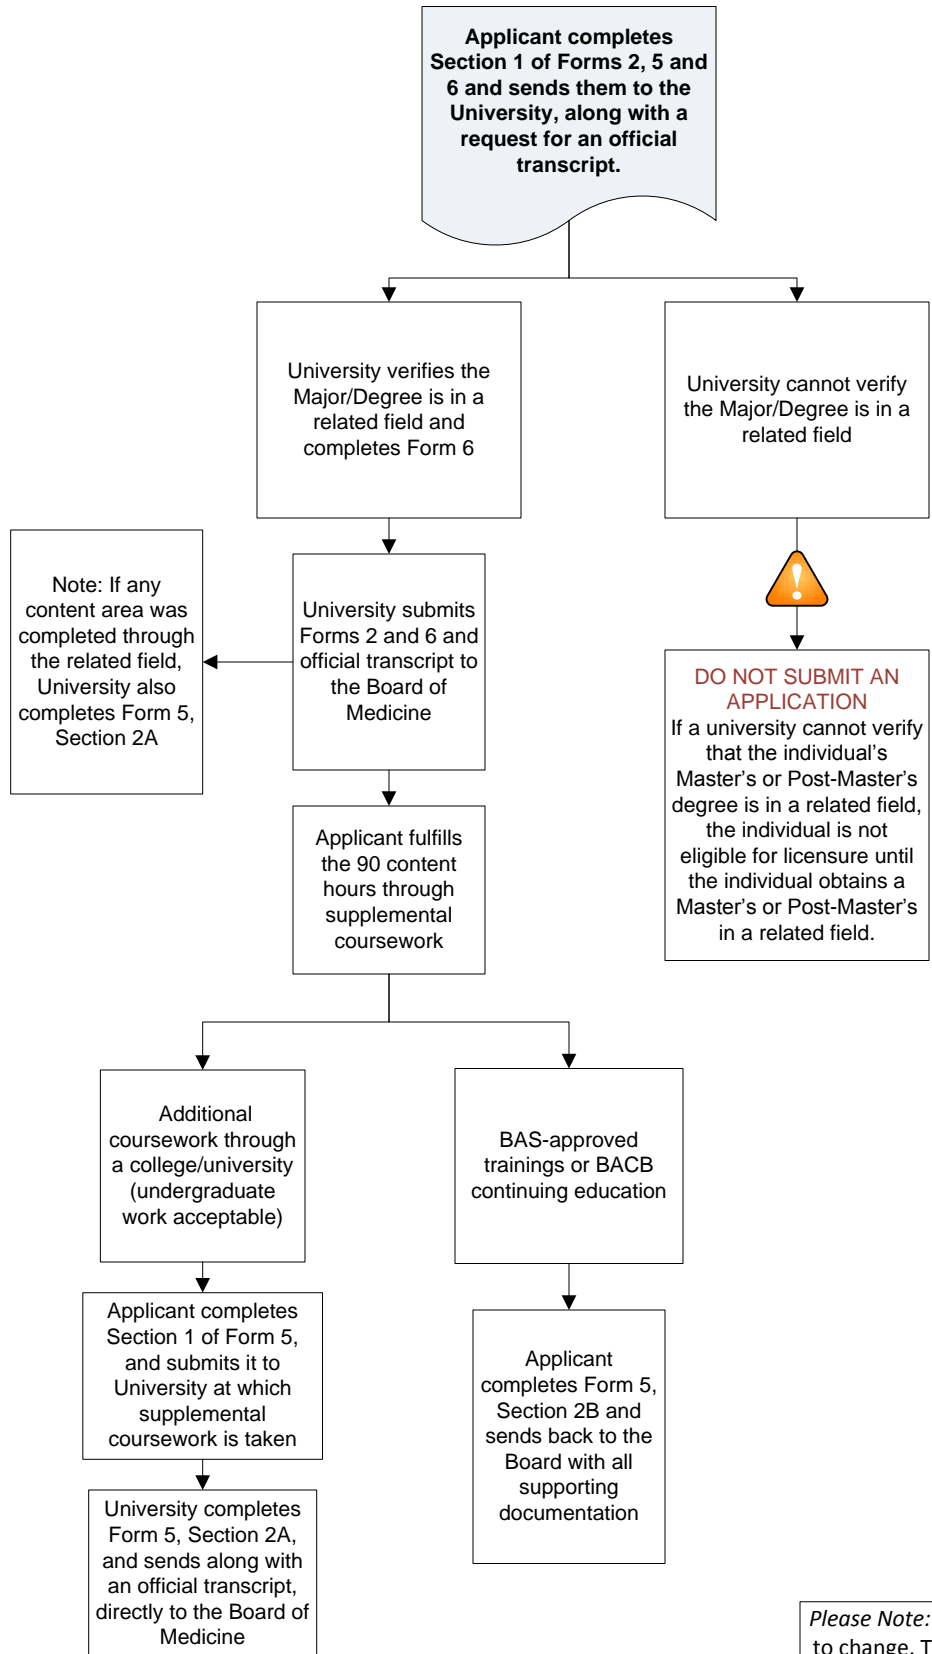 Applicant completes
Section 1 of Forms 2, 5 and
6 and sends them to the
University, along with a
request for an official
transcript.
University verifies the
Major/Degree is in a
related field and
completes Form 6
University cannot verify
the Major/Degree is in a
related field
Note: If any
content area was
completed through
the related field,
University also
completes Form 5,
Section 2A
University submits
Forms 2 and 6 and
official transcript to
the Board of
Medicine
!
DO NOT SUBMIT AN
APPLICATION
If a university cannot verify
that the individual's
Master's or Post-Master's
degree is in a related field,
the individual is not
eligible for licensure until
the individual obtains a
Master's or Post-Master's
in a related field.
Applicant fulfills
the 90 content
hours through
supplemental
coursework
Additional
coursework through
a college/university
(undergraduate
work acceptable)
BAS-approved
trainings or BACB
continuing education
Applicant completes
Section 1 of Form 5,
and submits it to
University at which
supplemental
coursework is taken
Applicant
completes Form 5,
Section 2B and
sends back to the
Board with all
supporting
documentation
University completes
Form 5, Section 2A,
and sends along with
an official transcript,
directly to the Board of
Medicine
Please Note:
to change. T